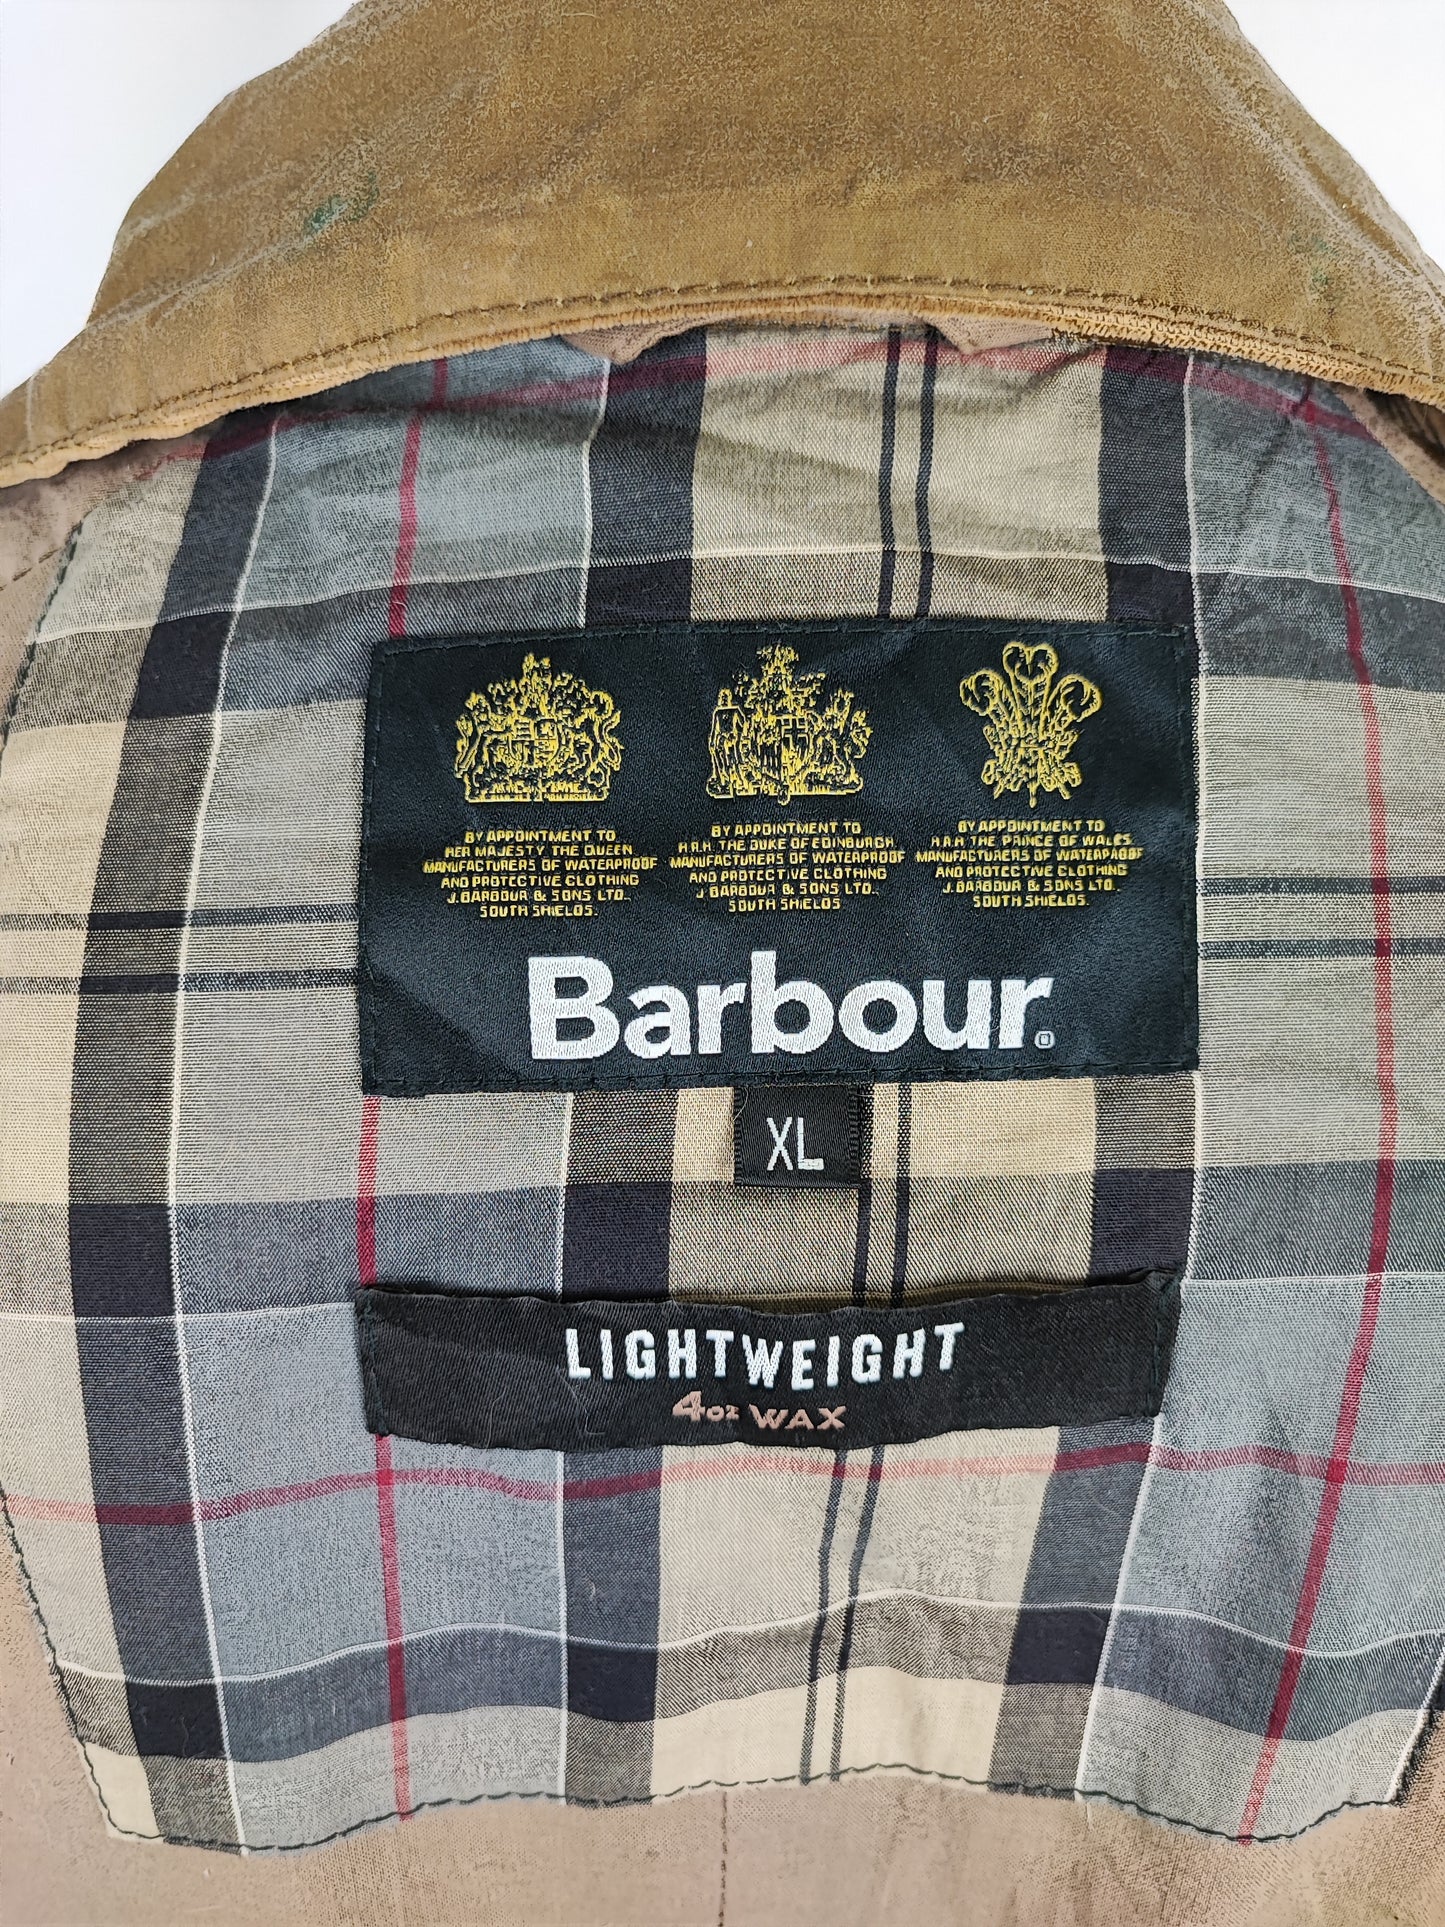 BY APPOINTMENT TO
HER MAJESTY THE QUEEN
MANUFACTURERS OF WATERPROOF
AND PROTECTIVE CLOTHING
J. BARBOUR & SONS LTD.,
SOUTH SHIELDS.
BY APPOINTMENT TO
H.R.H. THE DUKE OF EDINBURGH
MANUFACTURERS OF WATERPROOF
AND PROTECTIVE CLOTHING
J. BARBOUR & SONS LTD.,
SOUTH SHIELDS
BY APPOINTMENT TO
H.R.H. THE PRINCE OF WALES
MANUFACTURERS OF WATERPROOF
AND PROTECTIVE CLOTHING
J. BARBOUR & SONS LTD.,
SOUTH SHIELDS.
Barbour.
XL
LIGHTWEIGHT
4oz WAX